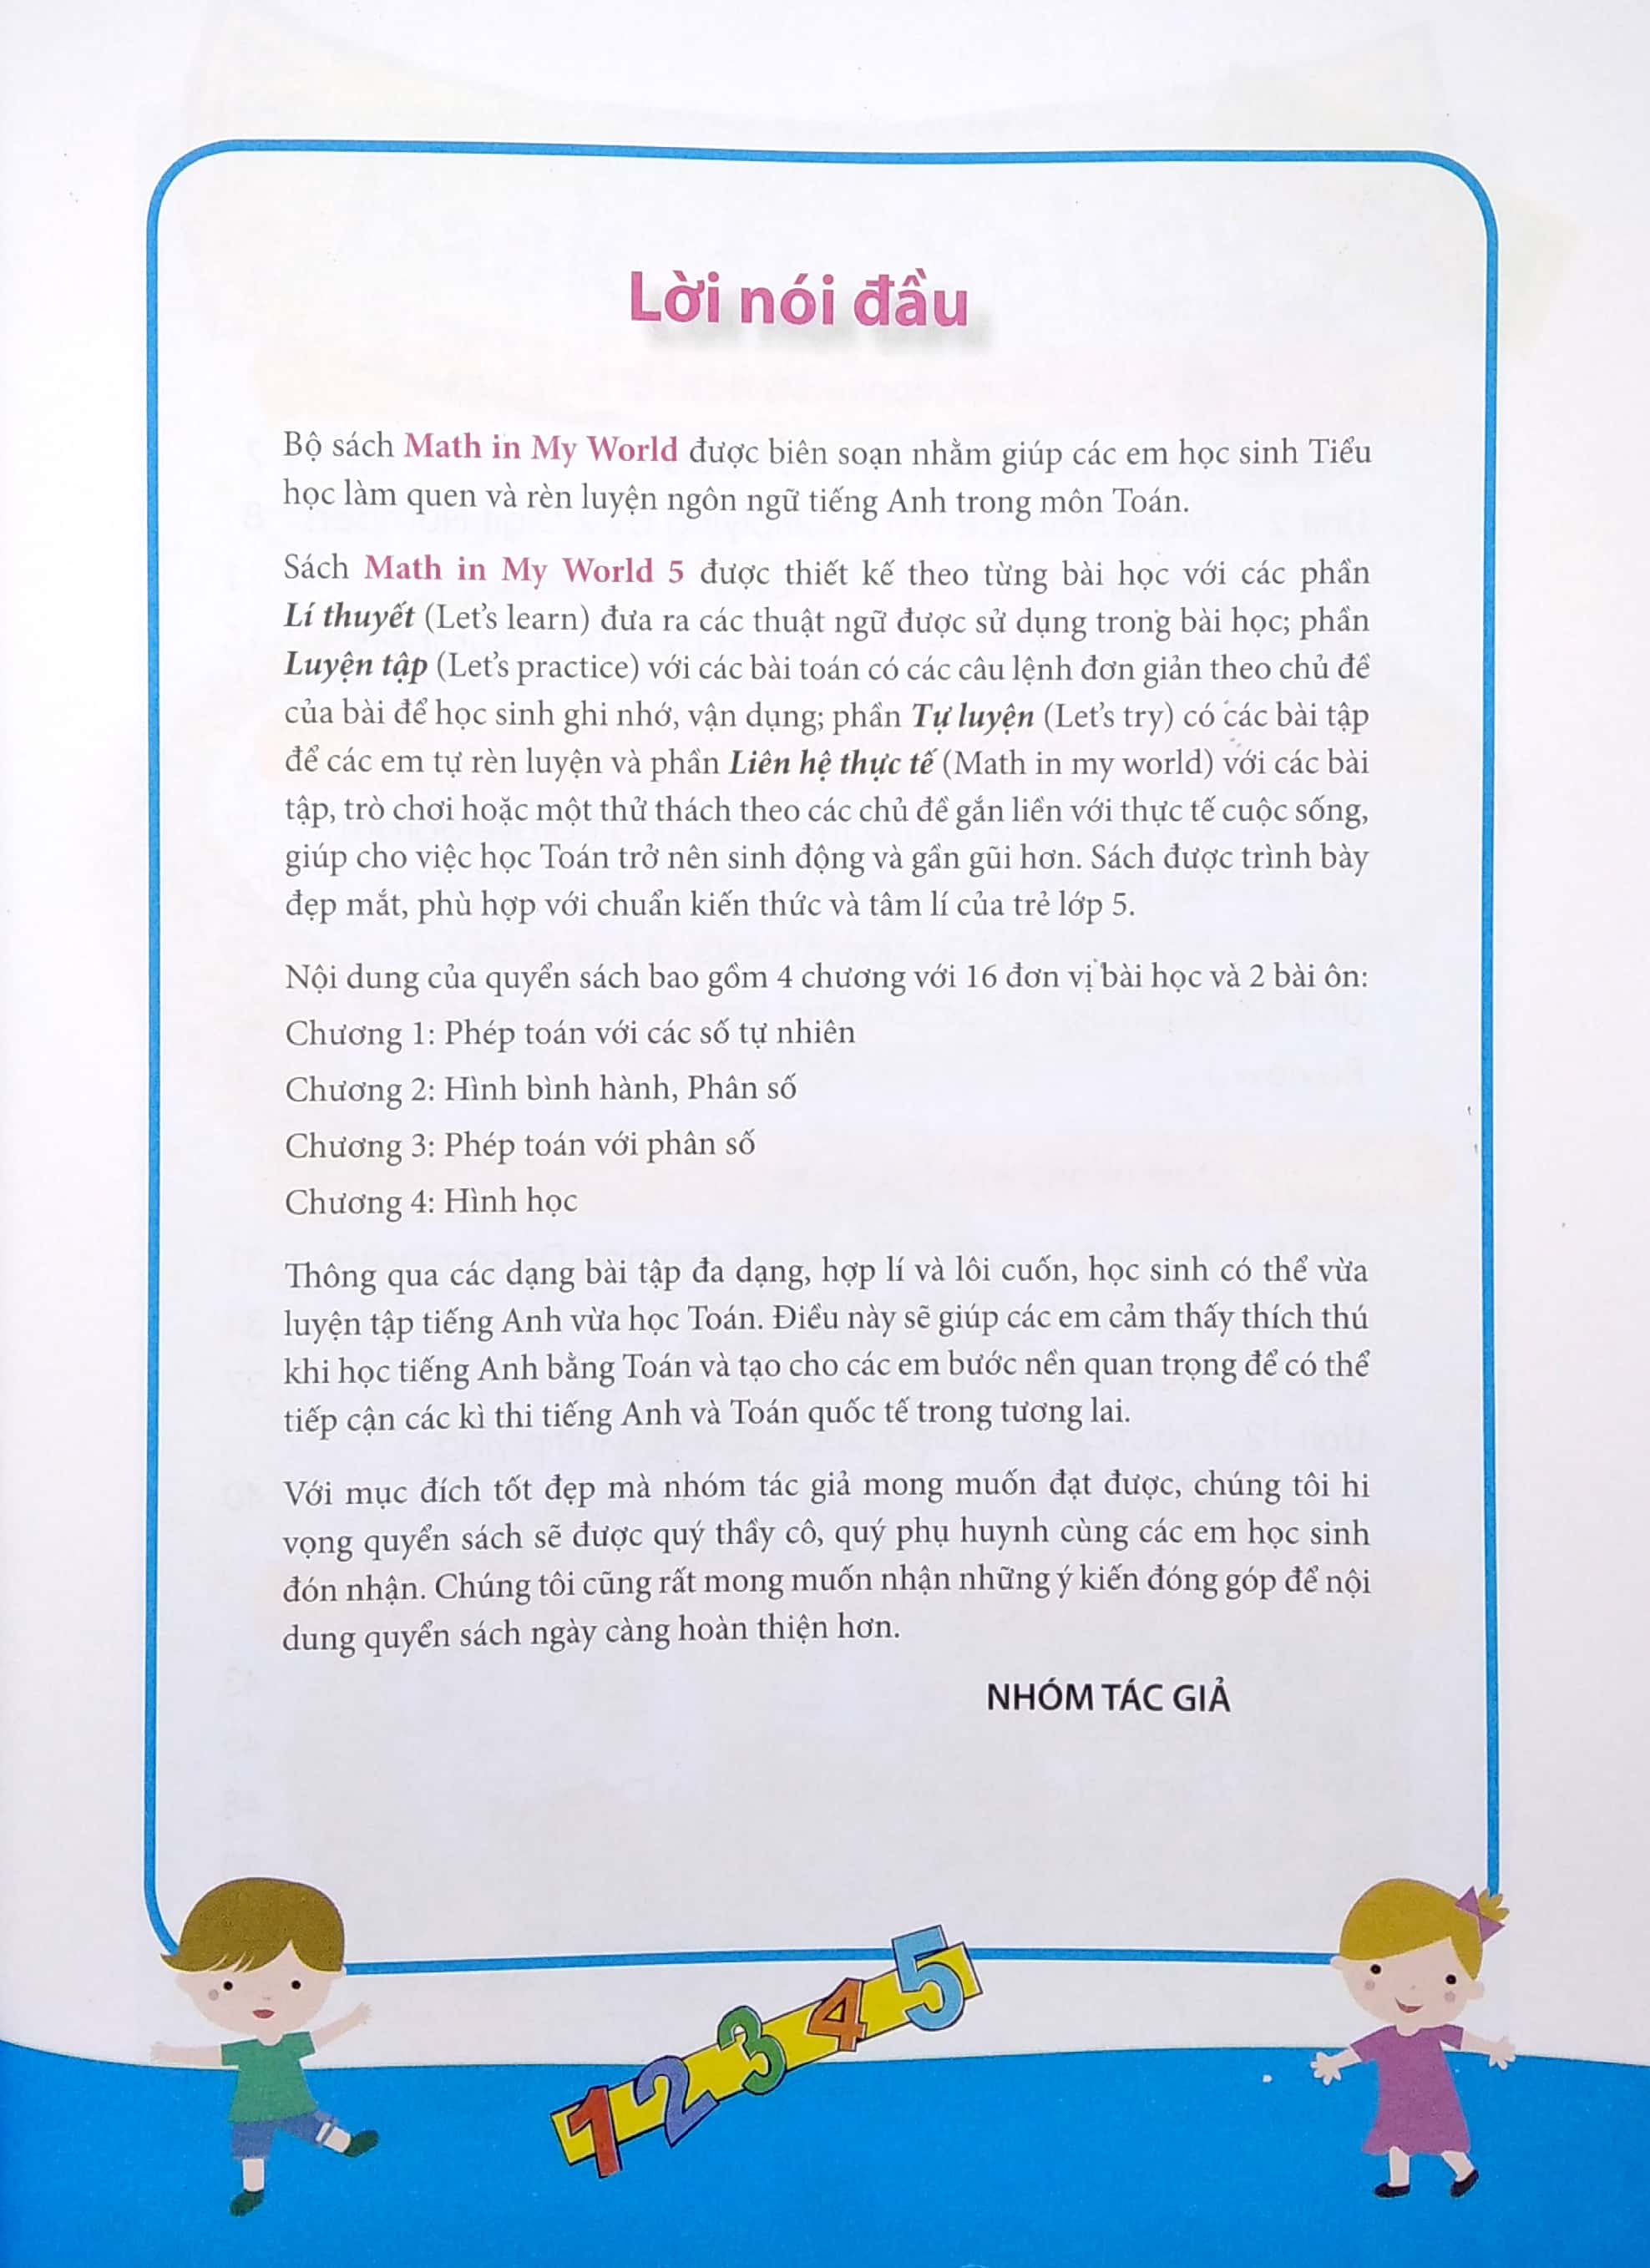 Lời nói đầu
Bộ sách Math in My World được biên soạn nhằm giúp các em học sinh Tiểu
học làm quen và rèn luyện ngôn ngữ tiếng Anh trong môn Toán.
Sách Math in My World 5 được thiết kế theo từng bài học với các phần
Lí thuyết (Let's learn) đưa ra các thuật ngữ được sử dụng trong bài học; phần
Luyện tập (Let's practice) với các bài toán có các câu lệnh đơn giản theo chủ đề
của bài để học sinh ghi nhớ, vận dụng; phần Tự luyện (Let's try) có các bài tập
để các em tự rèn luyện và phần Liên hệ thực tế (Math in my world) với các bài
tập, trò chơi hoặc một thử thách theo các chủ đề gắn liền với thực tế cuộc sống,
giúp cho việc học Toán trở nên sinh động và gần gũi hơn. Sách được trình bày
đẹp mắt, phù hợp với chuẩn kiến thức và tâm lí của trẻ lớp 5.
Nội dung của quyển sách bao gồm 4 chương với 16 đơn vị bài học và 2 bài ôn:
Chương 1: Phép toán với các số tự nhiên
Chương 2: Hình bình hành, Phân số
Chương 3: Phép toán với phân số
Chương 4: Hình học
Thông qua các dạng bài tập đa dạng, hợp lí và lôi cuốn, học sinh có thể vừa
luyện tập tiếng Anh vừa học Toán. Điều này sẽ giúp các em cảm thấy thích thú
khi học tiếng Anh bằng Toán và tạo cho các em bước nền quan trọng để có thể
tiếp cận các kì thi tiếng Anh và Toán quốc tế trong tương lai.
Với mục đích tốt đẹp mà nhóm tác giả mong muốn đạt được, chúng tôi hi
vọng quyển sách sẽ được quý thầy cô, quý phụ huynh cùng các em học sinh
đón nhận. Chúng tôi cũng rất mong muốn nhận những ý kiến đóng góp để nội
dung quyển sách ngày càng hoàn thiện hơn.
NHÓM TÁC GIẢ
1 2 3 4 5